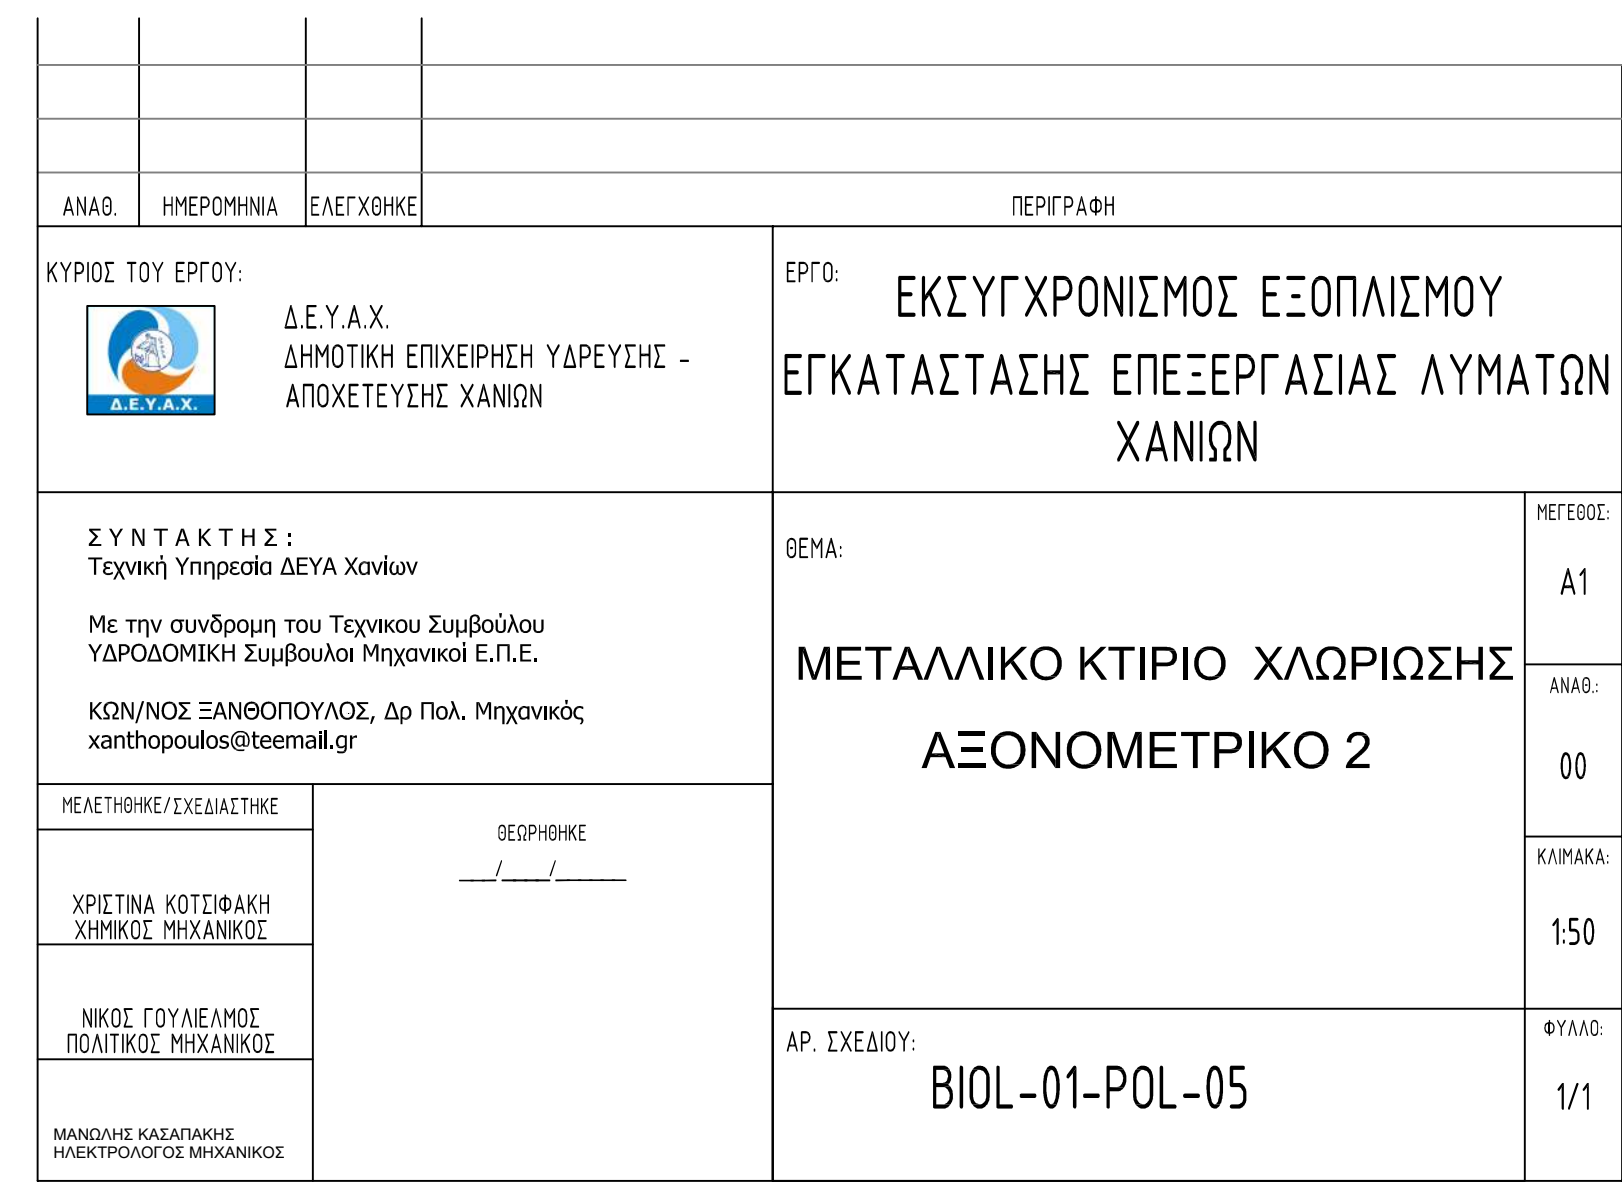 ΑΝΑΘ. ΗΜΕΡΟΜΗΝΙΑ ΕΛΕΓΧΘΗΚΕ ΠΕΡΙΓΡΑΦΗ
ΚΥΡΙΟΣ ΤΟΥ ΕΡΓΟΥ:
Δ.Ε.Υ.Α.Χ.
Δ.Ε.Υ.Α.Χ.
ΔΗΜΟΤΙΚΗ ΕΠΙΧΕΙΡΗΣΗ ΥΔΡΕΥΣΗΣ -
ΑΠΟΧΕΤΕΥΣΗΣ ΧΑΝΙΩΝ
ΕΡΓΟ:
ΕΚΣΥΓΧΡΟΝΙΣΜΟΣ ΕΞΟΠΛΙΣΜΟΥ
ΕΓΚΑΤΑΣΤΑΣΗΣ ΕΠΕΞΕΡΓΑΣΙΑΣ ΛΥΜΑΤΩΝ
ΧΑΝΙΩΝ
Σ Υ Ν Τ Α Κ Τ Η Σ :
Τεχνική Υπηρεσία ΔΕΥΑ Χανίων
Με την συνδρομη του Τεχνικου Συμβούλου
ΥΔΡΟΔΟΜΙΚΗ Συμβουλοι Μηχανικοί Ε.Π.Ε.
ΚΩΝ/ΝΟΣ ΞΑΝΘΟΠΟΥΛΟΣ, Δρ Πολ. Μηχανικός
xanthopoulos@teemail.gr
ΘΕΜΑ:
ΜΕΤΑΛΛΙΚΟ ΚΤΙΡΙΟ ΧΛΩΡΙΩΣΗΣ
ΑΞΟΝΟΜΕΤΡΙΚΟ 2
ΜΕΓΕΘΟΣ:
Α1
ΑΝΑΘ.:
00
ΚΛΙΜΑΚΑ:
1:50
ΜΕΛΕΤΗΘΗΚΕ/ΣΧΕΔΙΑΣΤΗΚΕ
ΧΡΙΣΤΙΝΑ ΚΟΤΣΙΦΑΚΗ
ΧΗΜΙΚΟΣ ΜΗΧΑΝΙΚΟΣ
ΝΙΚΟΣ ΓΟΥΛΙΕΛΜΟΣ
ΠΟΛΙΤΙΚΟΣ ΜΗΧΑΝΙΚΟΣ
ΜΑΝΩΛΗΣ ΚΑΣΑΠΑΚΗΣ
ΗΛΕΚΤΡΟΛΟΓΟΣ ΜΗΧΑΝΙΚΟΣ
ΘΕΩΡΗΘΗΚΕ
___/____/______
ΑΡ. ΣΧΕΔΙΟΥ:
BIOL-01-POL-05
ΦΥΛΛΟ:
1/1